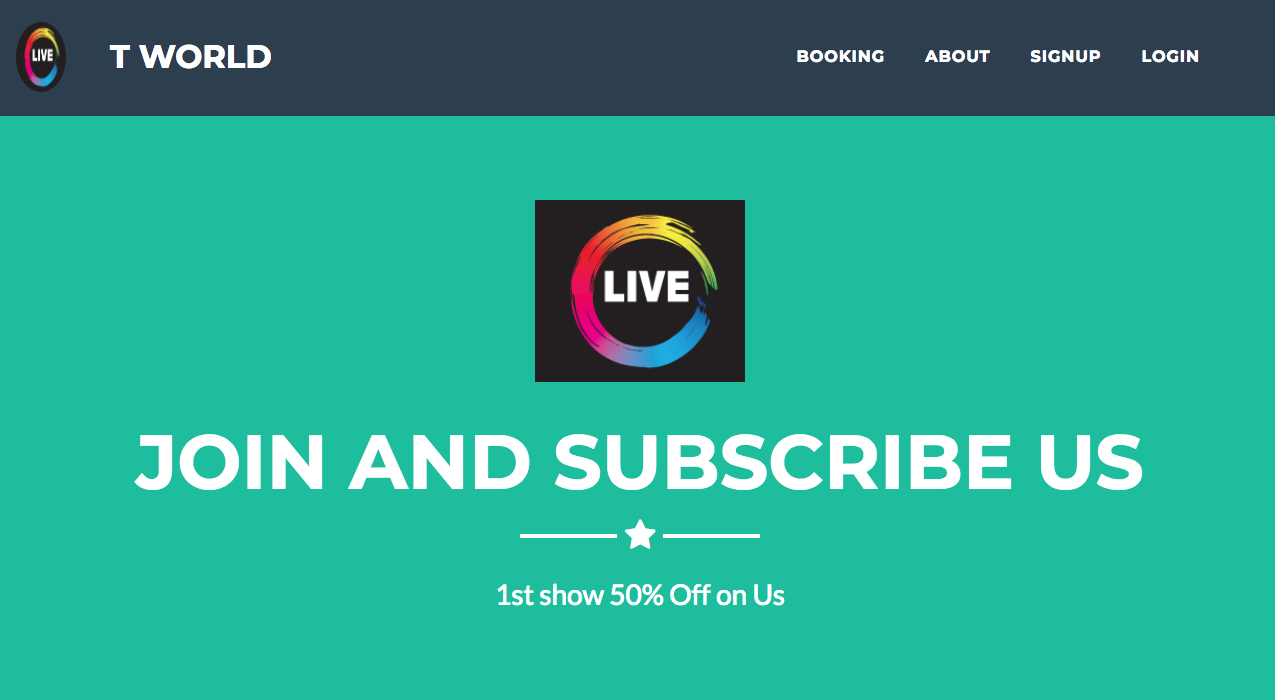 LIVE
T WORLD
BOOKING ABOUT SIGNUP LOGIN
LIVE
JOIN AND SUBSCRIBE US
1st show 50% Off on Us